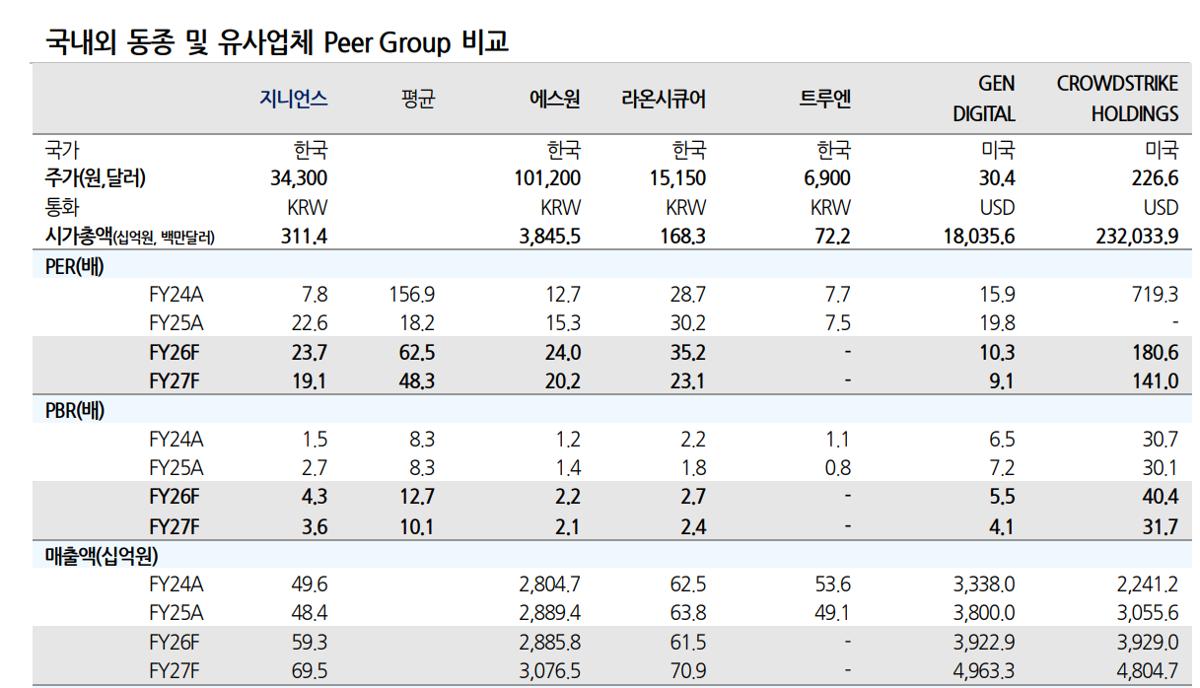 국내외 동종 및 유사업체 Peer Group 비교
지니언스 평균 에스원 라온시큐어 트루엔 GEN DIGITAL CROWDSTRIKE HOLDINGS
국가 한국 한국 한국 한국 미국 미국
주가(원,달러) 34,300 101,200 15,150 6,900 30.4 226.6
통화 KRW KRW KRW KRW USD USD
시가총액(십억원, 백만달러) 311.4 3,845.5 168.3 72.2 18,035.6 232,033.9
PER(배)
FY24A 7.8 156.9 12.7 28.7 7.7 15.9 719.3
FY25A 22.6 18.2 15.3 30.2 7.5 19.8 -
FY26F 23.7 62.5 24.0 35.2 - 10.3 180.6
FY27F 19.1 48.3 20.2 23.1 - 9.1 141.0
PBR(배)
FY24A 1.5 8.3 1.2 2.2 1.1 6.5 30.7
FY25A 2.7 8.3 1.4 1.8 0.8 7.2 30.1
FY26F 4.3 12.7 2.2 2.7 - 5.5 40.4
FY27F 3.6 10.1 2.1 2.4 - 4.1 31.7
매출액(십억원)
FY24A 49.6 2,804.7 62.5 53.6 3,338.0 2,241.2
FY25A 48.4 2,889.4 63.8 49.1 3,800.0 3,055.6
FY26F 59.3 2,885.8 61.5 - 3,922.9 3,929.0
FY27F 69.5 3,076.5 70.9 - 4,963.3 4,804.7